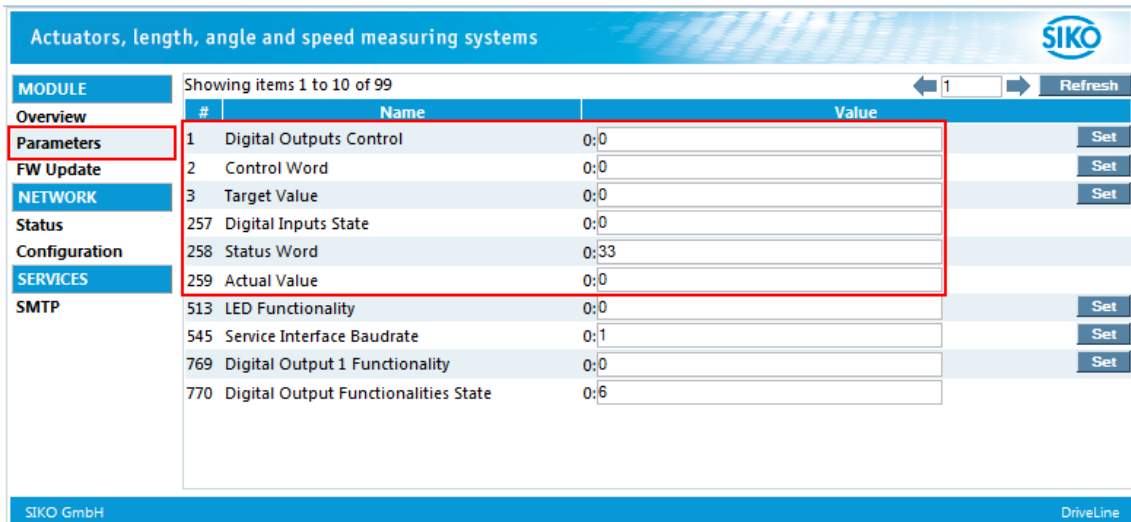 Actuators, length, angle and speed measuring systems
SIKO
MODULE
Overview
Parameters
FW Update
NETWORK
Status
Configuration
SERVICES
SMTP
Showing items 1 to 10 of 99 1 Refresh
# Name Value
1 Digital Outputs Control 0:0 Set
2 Control Word 0:0 Set
3 Target Value 0:0 Set
257 Digital Inputs State 0:0
258 Status Word 0:33
259 Actual Value 0:0
513 LED Functionality 0:0 Set
545 Service Interface Baudrate 0:1 Set
769 Digital Output 1 Functionality 0:0 Set
770 Digital Output Functionalities State 0:6
SIKO GmbH DriveLine